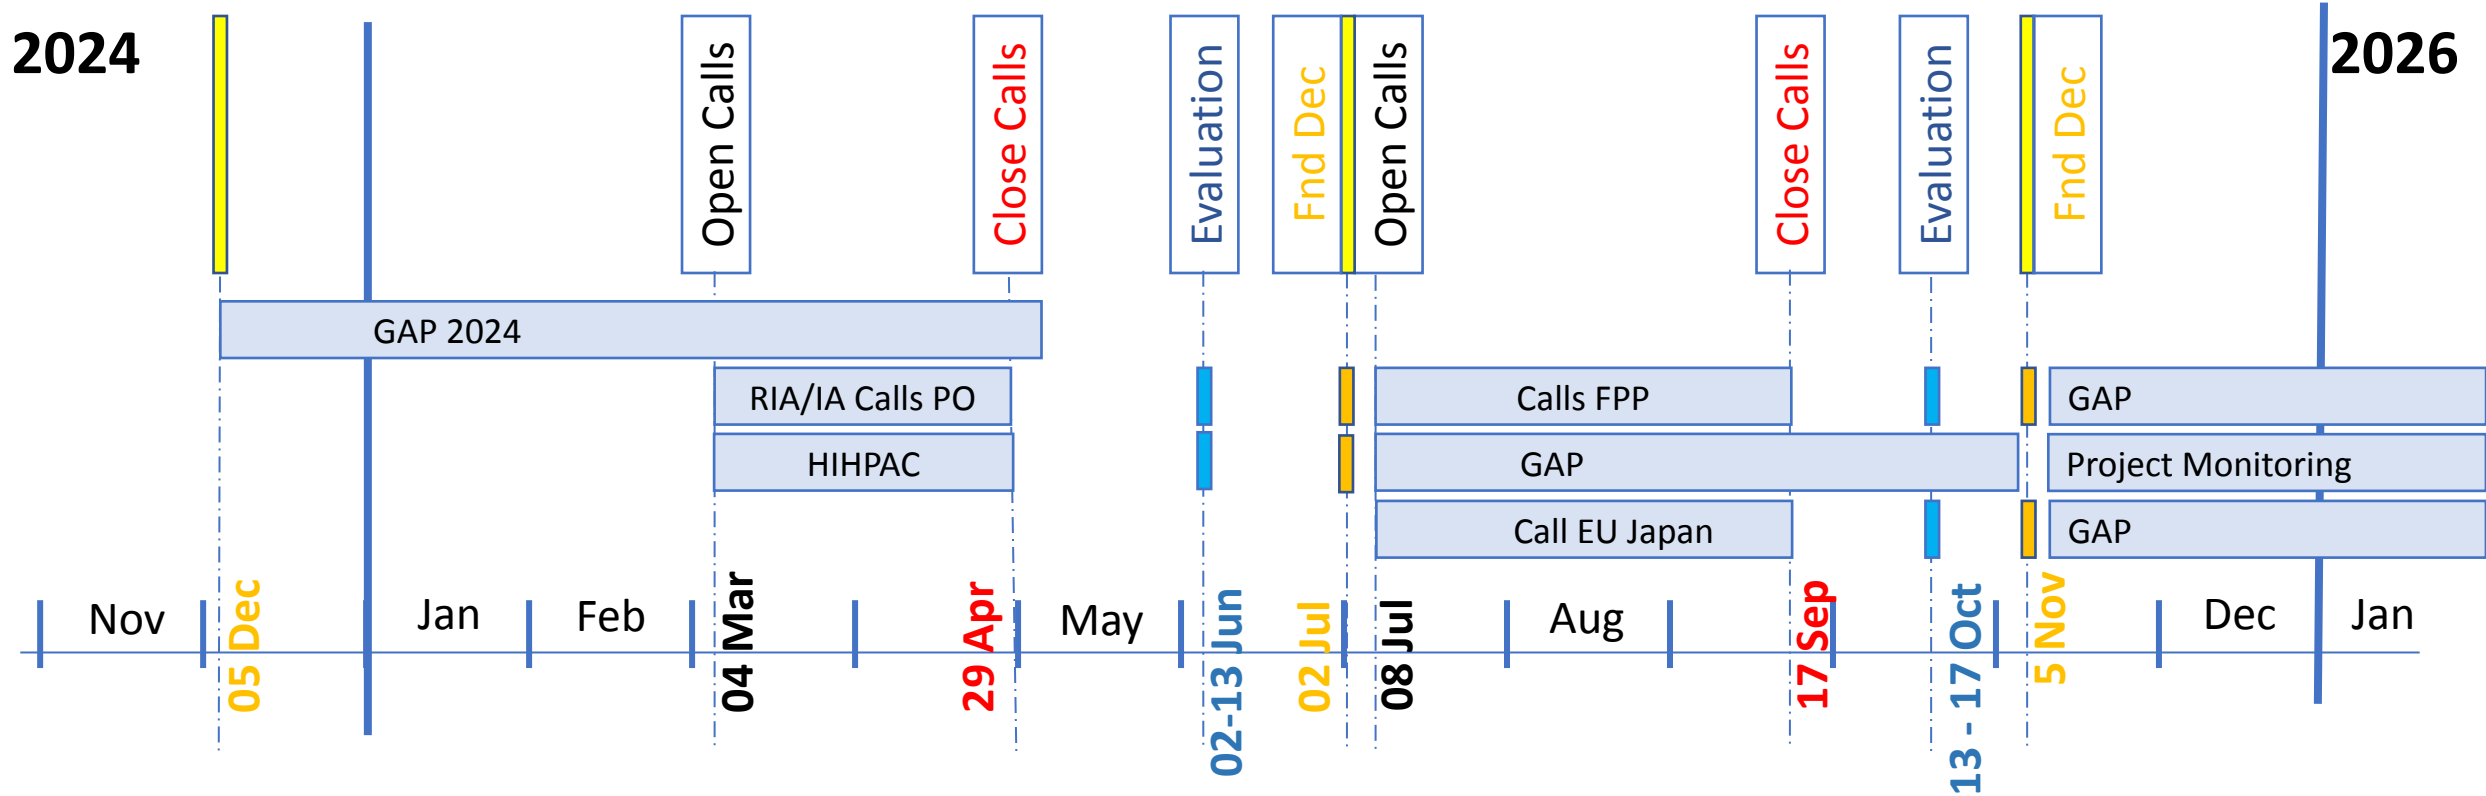 2024
2026
Open Calls
Close Calls
Evaluation
Fnd Dec
Open Calls
Close Calls
Evaluation
Fnd Dec
GAP 2024
RIA/IA Calls PO
Calls FPP
GAP
HIHPAC
GAP
Project Monitoring
Call EU Japan
GAP
Nov
05 Dec
Jan
Feb
04 Mar
29 Apr
May
02-13 Jun
02 Jul
08 Jul
Aug
17 Sep
13 - 17 Oct
5 Nov
Dec
Jan